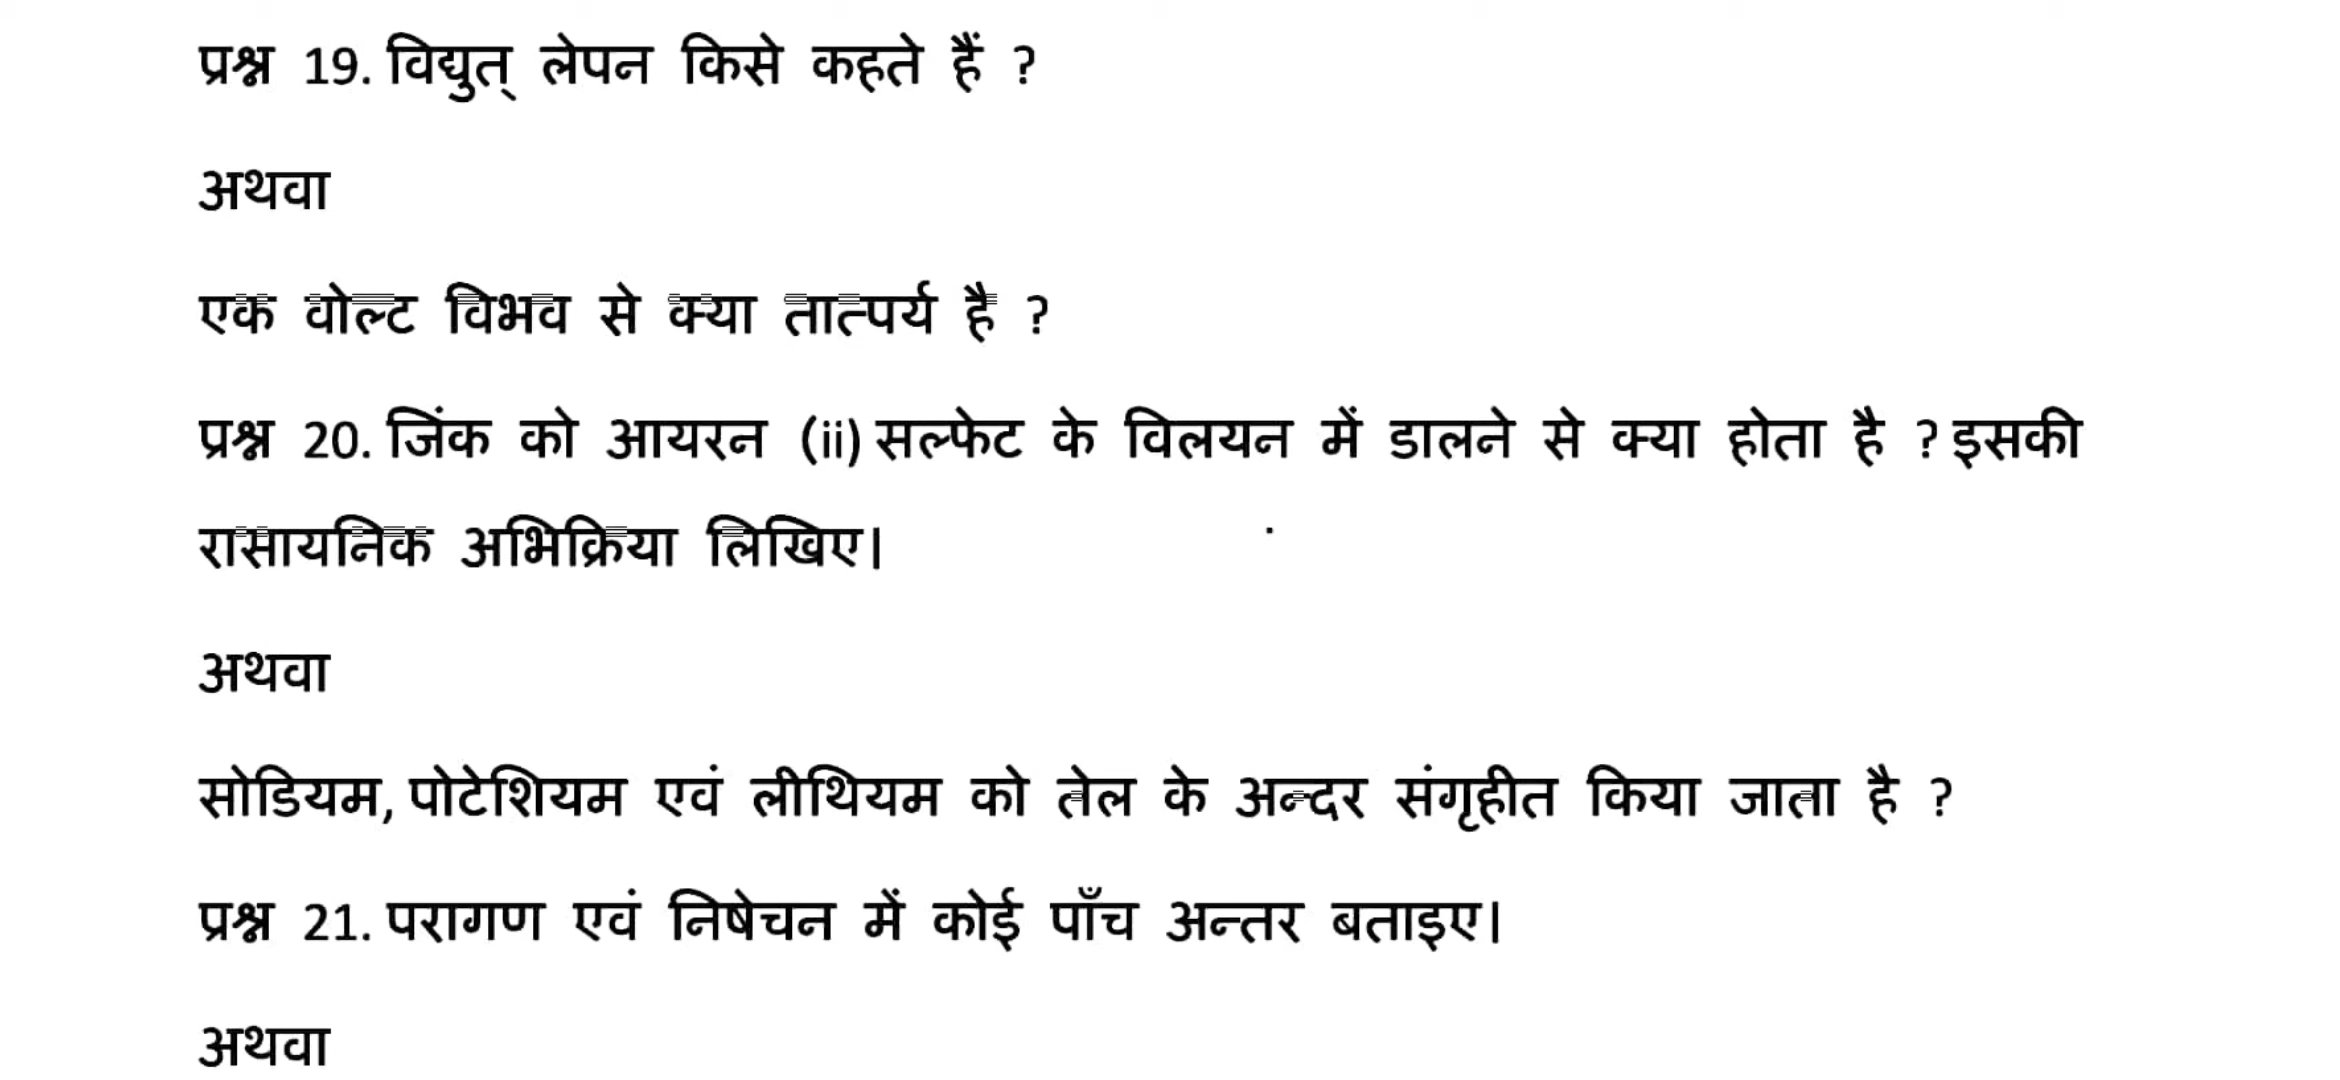 प्रश्न 19. विद्युत् लेपन किसे कहते हैं ?
अथवा
एक वोल्ट विभव से क्या तात्पर्य है ?
प्रश्न 20. जिंक को आयरन (ii) सल्फेट के विलयन में डालने से क्या होता है ? इसकी
रासायनिक अभिक्रिया लिखिए।
अथवा
सोडियम, पोटेशियम एवं लीथियम को तेल के अन्दर संगृहीत किया जाता है ?
प्रश्न 21. परागण एवं निषेचन में कोई पाँच अन्तर बताइए।
अथवा